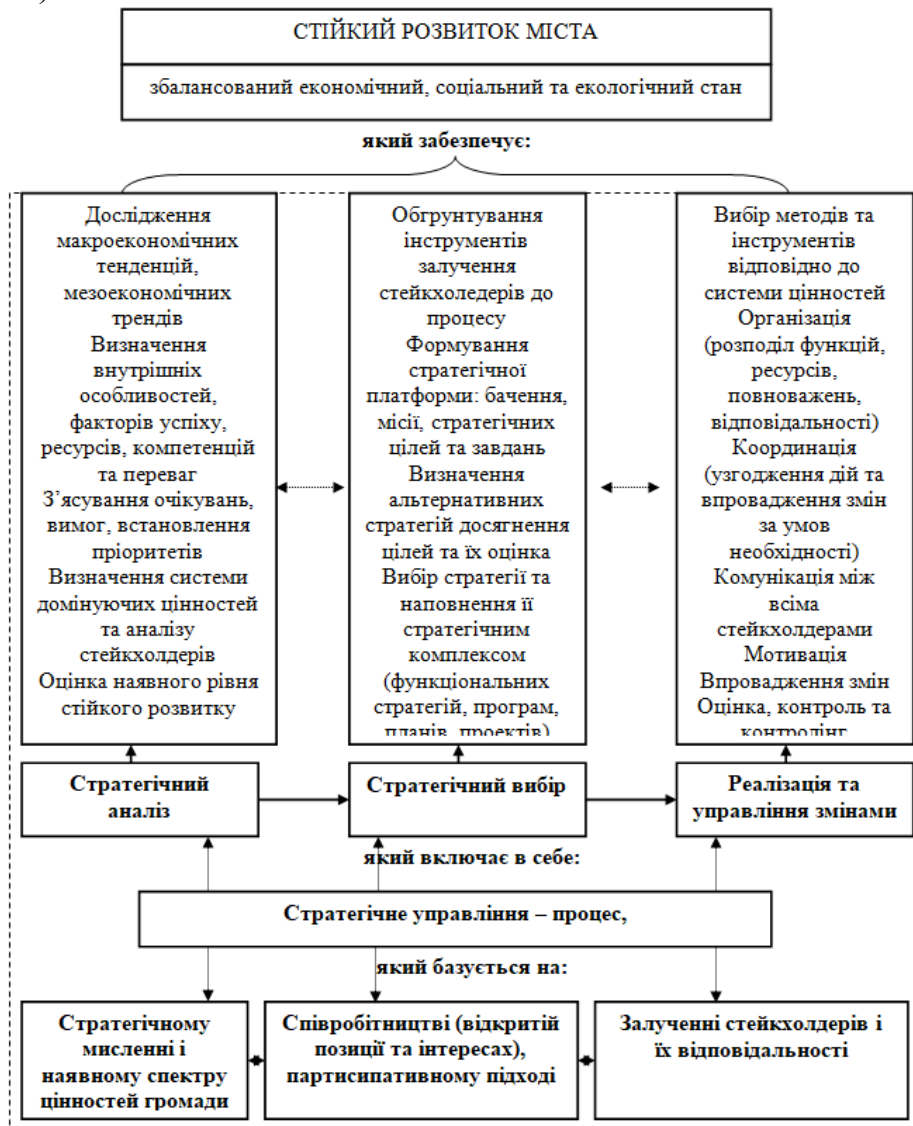 СТІЙКИЙ РОЗВИТОК МІСТА
збалансований економічний, соціальний та екологічний стан
який забезпечує:
Дослідження
макроекономічних
тенденцій,
мезоекономічних
трендів
Визначення
внутрішніх
особливостей,
факторів успіху,
ресурсів, компетенцій
та переваг
З’ясування очікувань,
вимог, встановлення
пріоритетів
Визначення системи
домінуючих цінностей
та аналізу
стейкхолдерів
Оцінка наявного рівня
стійкого розвитку
Обгрунтування
інструментів
залучення
стейкхоледерів до
процесу
Формування
стратегічної
платформи: бачення,
місії, стратегічних
цілей та завдань
Визначення
альтернативних
стратегій досягнення
цілей та їх оцінка
Вибір стратегії та
наповнення її
стратегічним
комплексом
(функціональних
стратегій, програм,
планів, проектів)
Вибір методів та
інструментів
відповідно до
системи цінностей
Організація
(розподіл функцій,
ресурсів,
повноважень,
відповідальності)
Координація
(узгодження дій та
впровадження змін
за умов
необхідності)
Комунікація між
всіма
стейкхолдерами
Мотивація
Впровадження змін
Оцінка, контроль та
контролінг
Стратегічний
аналіз
Стратегічний вибір
Реалізація та
управління змінами
який включає в себе:
Стратегічне управління – процес,
який базується на:
Стратегічному
мисленні і
наявному спектру
цінностей громади
Співробітництві (відкритій
позиції та інтересах),
партисипативному підході
Залученні стейкхолдерів і
їх відповідальності